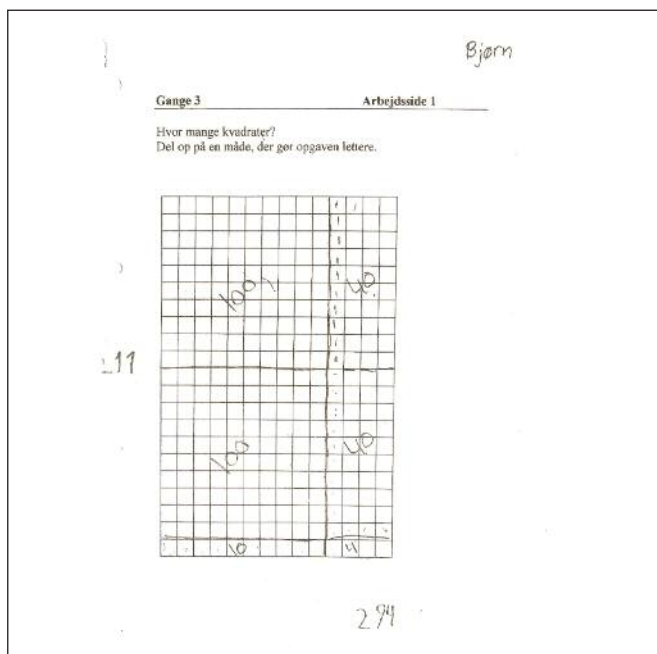 Bjørn
Gange 3 Arbejdsside 1
Hvor mange kvadrater?
Del op på en måde, der gør opgaven lettere.
100 40
100 40
10 4
294